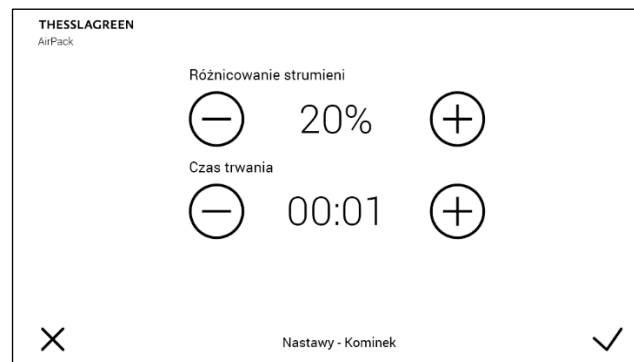 THESSLAGREEN
AirPack
Różnicowanie strumieni
20%
Czas trwania
00:01
Nastawy - Kominek